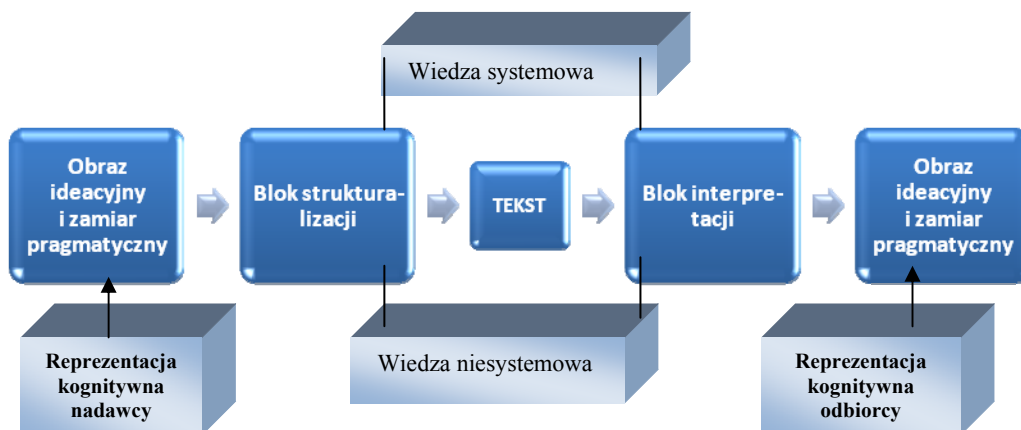 Wiedza systemowa
Obraz
ideacyjny
i zamiar
pragmatyczny
Blok struktura-
lizacji
TEKST
Blok interpre-
tacji
Obraz
ideacyjny
i zamiar
pragmatyczny
Reprezentacja
kognitywna
nadawcy
Wiedza niesystemowa
Reprezentacja
kognitywna
odbiorcy